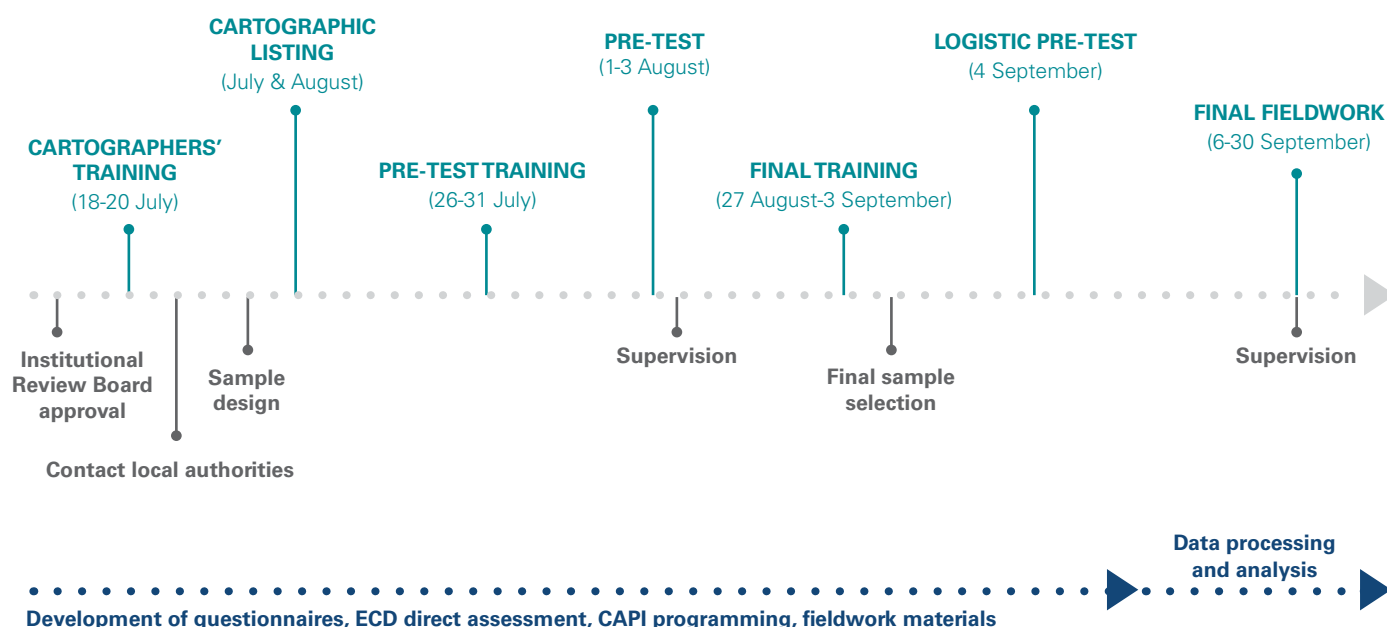 CARTOGRAPHIC
LISTING
(July & August)
PRE-TEST
(1-3 August)
LOGISTIC PRE-TEST
(4 September)
FINAL FIELDWORK
(6-30 September)
CARTOGRAPHERS'
TRAINING
(18-20 July)
PRE-TEST TRAINING
(26-31 July)
FINAL TRAINING
(27 August-3 September)
Institutional
Review Board
approval
Sample
design
Supervision
Final sample
selection
Supervision
Contact local authorities
Data processing
and analysis
Development of questionnaires, ECD direct assessment, CAPI programming, fieldwork materials